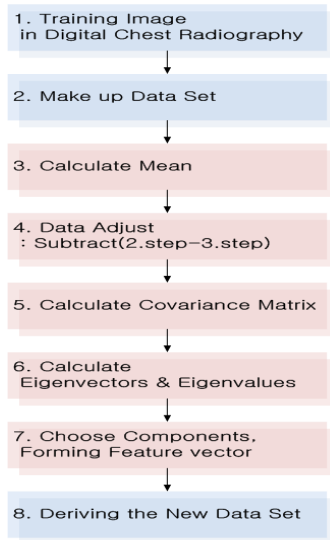 1. Training Image
in Digital Chest Radiography
2. Make up Data Set
3. Calculate Mean
4. Data Adjust
: Subtract(2.step-3.step)
5. Calculate Covariance Matrix
6. Calculate
Eigenvectors & Eigenvalues
7. Choose Components,
Forming Feature vector
8. Deriving the New Data Set